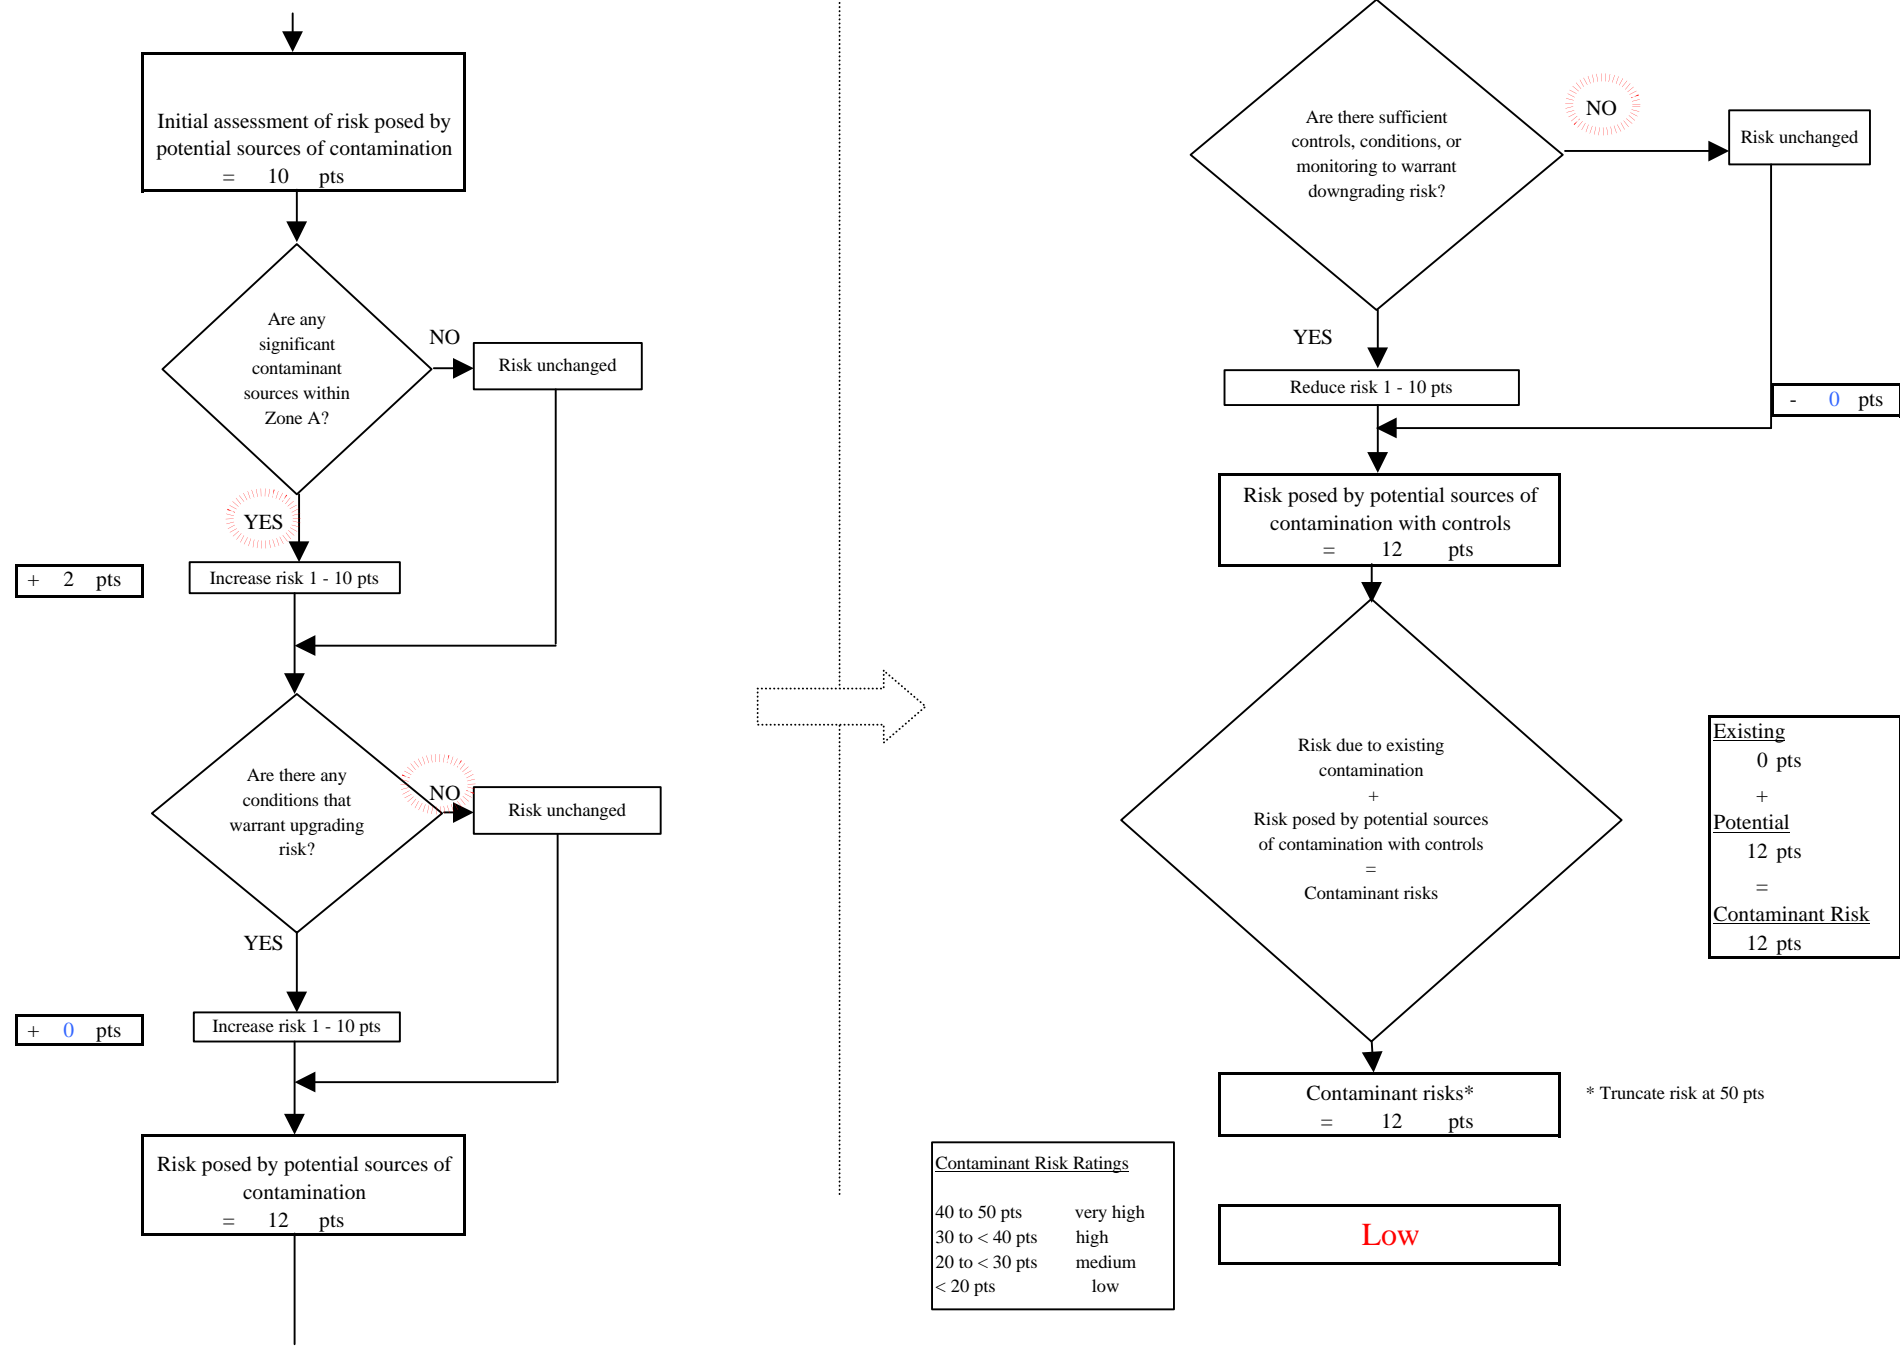 Initial assessment of risk posed by
potential sources of contamination
= 10 pts
Are any
significant
contaminant
sources within
Zone A?
NO
Risk unchanged
YES
+ 2 pts
Increase risk 1 - 10 pts
Are there any
conditions that
warrant upgrading
risk?
NO
Risk unchanged
YES
+ 0 pts
Increase risk 1 - 10 pts
Risk posed by potential sources of
contamination
= 12 pts
Are there sufficient
controls, conditions, or
monitoring to warrant
downgrading risk?
NO
Risk unchanged
YES
Reduce risk 1 - 10 pts
- 0 pts
Risk posed by potential sources of
contamination with controls
= 12 pts
Risk due to existing
contamination
+
Risk posed by potential sources
of contamination with controls
=
Contaminant risks
Existing
0 pts
+
Potential
12 pts
=
Contaminant Risk
12 pts
Contaminant risks*
= 12 pts
* Truncate risk at 50 pts
Contaminant Risk Ratings
40 to 50 pts very high
30 to < 40 pts high
20 to < 30 pts medium
< 20 pts low
Low